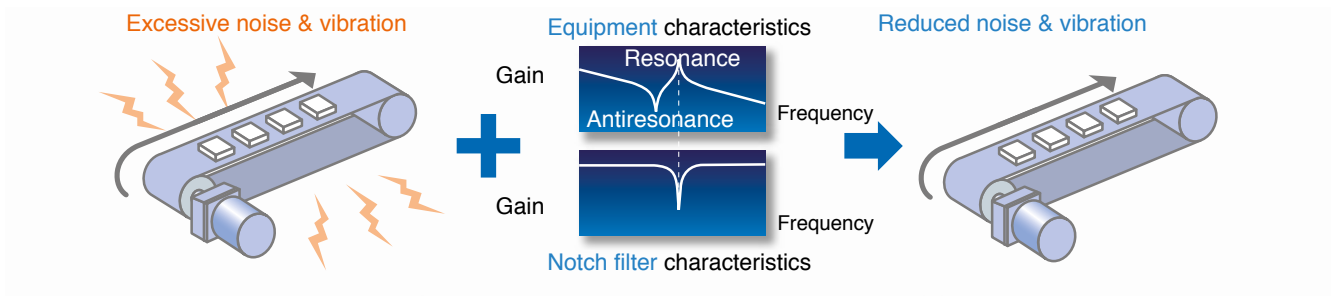 Excessive noise & vibration
Equipment characteristics
Reduced noise & vibration
Resonance
Gain
Frequency
Antiresonance
Gain
Frequency
Notch filter characteristics